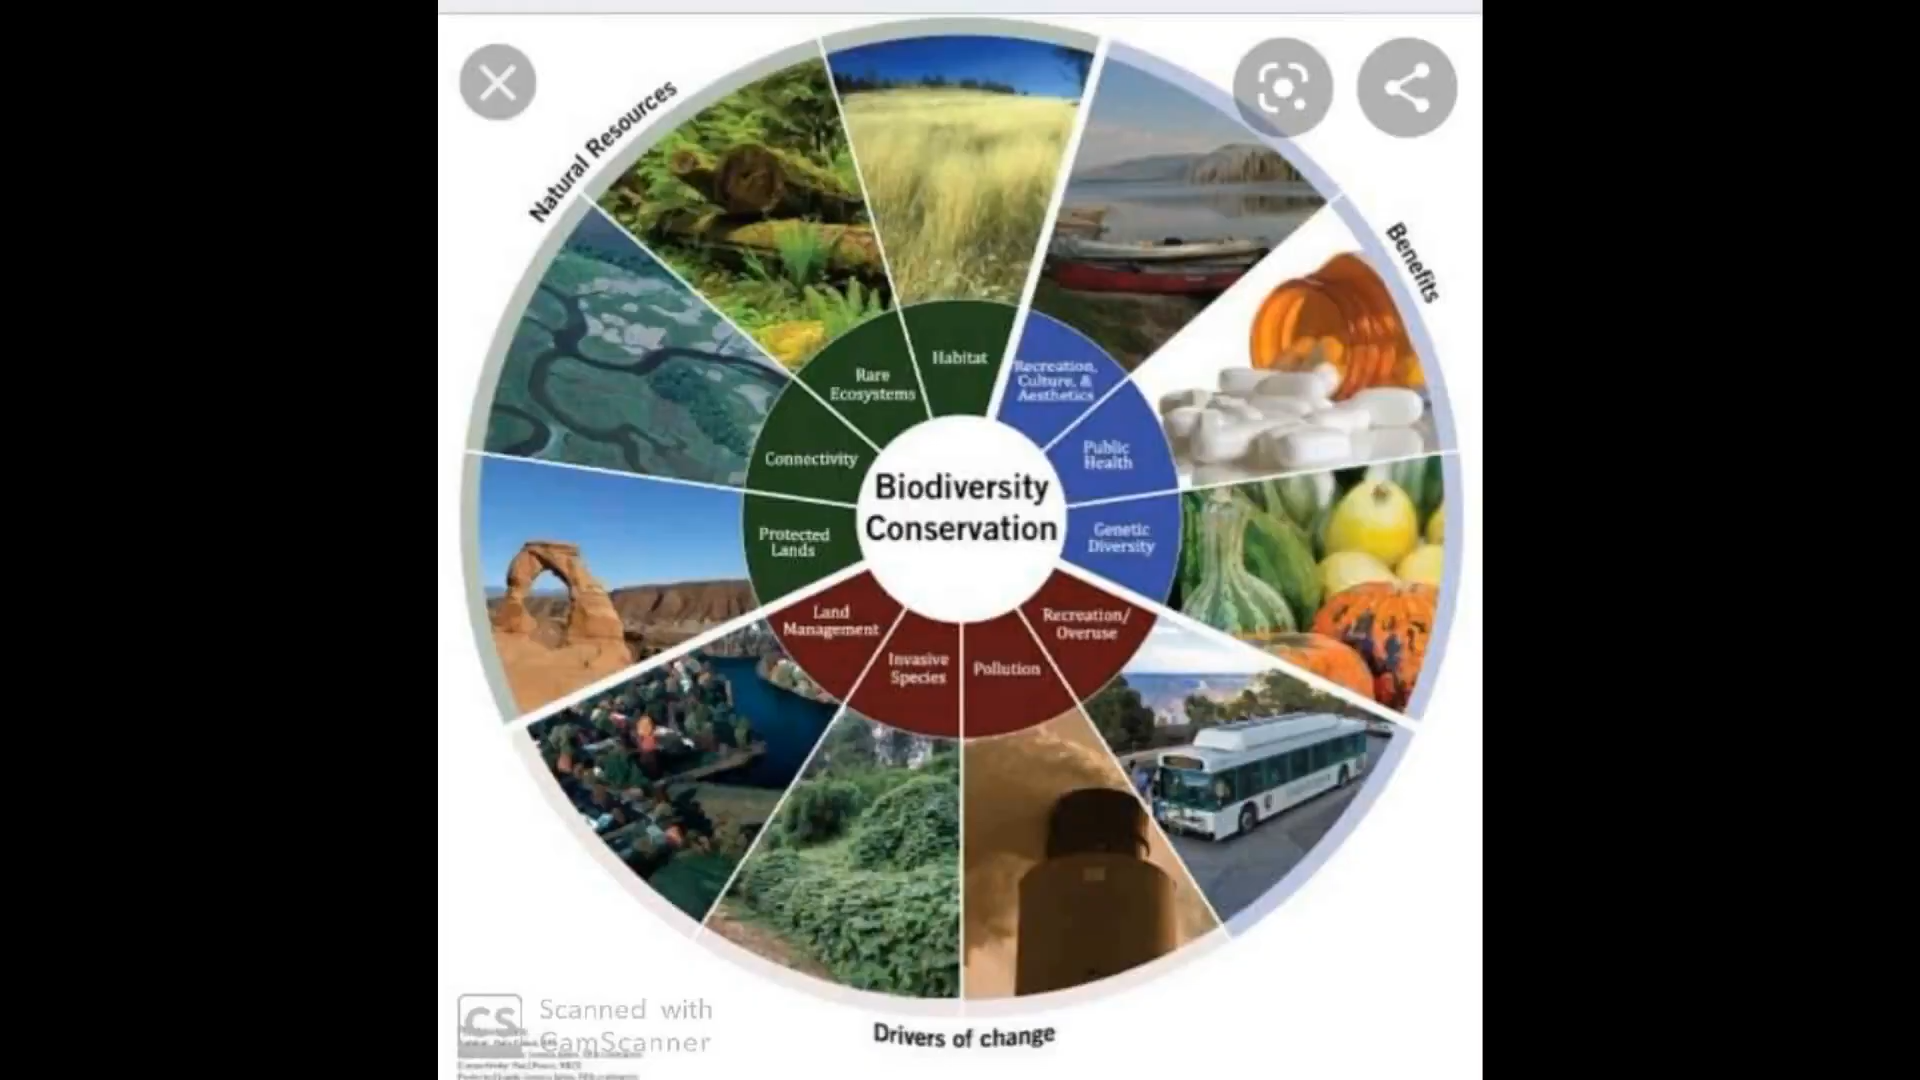 Natural Resources
Benefits
Habitat
Rare
Ecosystems
Connectivity
Protected
Lands
Recreation,
Culture, &
Aesthetics
Public
Health
Genetic
Diversity
Biodiversity
Conservation
Land
Management
Invasive
Species
Pollution
Recreation/
Overuse
Drivers of change
CS
Scanned with
CamScanner